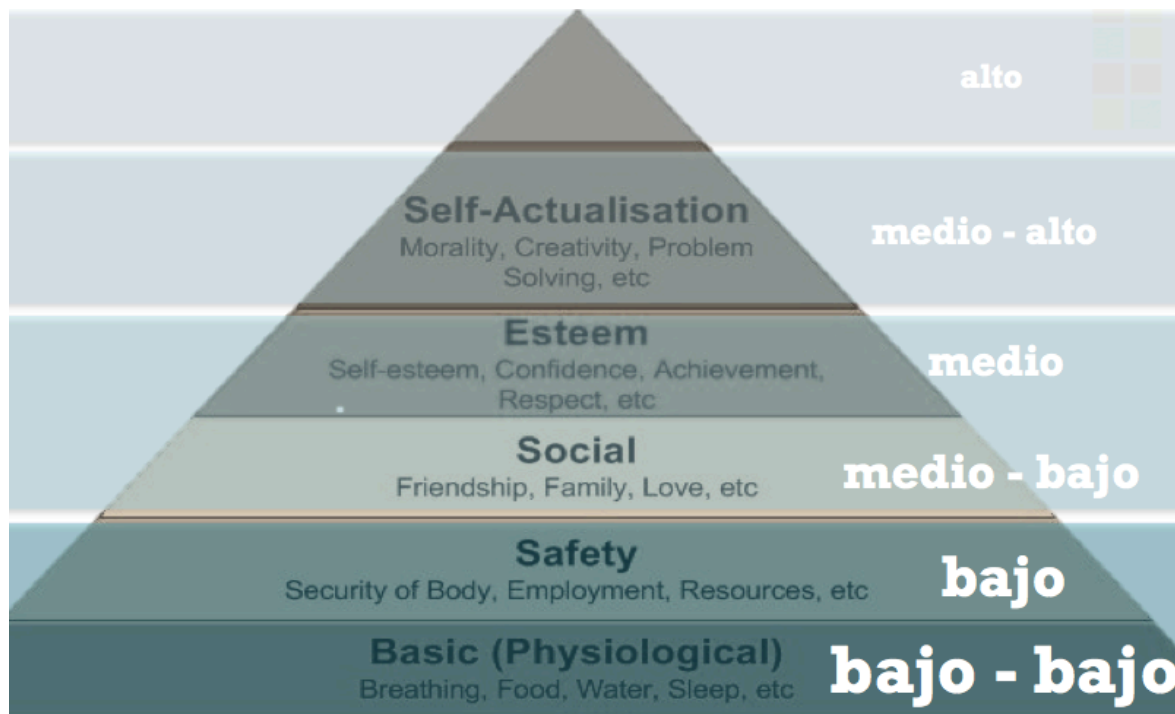 alto
Self-Actualisation
Morality, Creativity, Problem
Solving, etc
medio - alto
Esteem
Self-esteem, Confidence, Achievement,
Respect, etc
medio
Social
Friendship, Family, Love, etc
medio - bajo
Safety
Security of Body, Employment, Resources, etc
bajo
Basic (Physiological)
Breathing, Food, Water, Sleep, etc
bajo - bajo